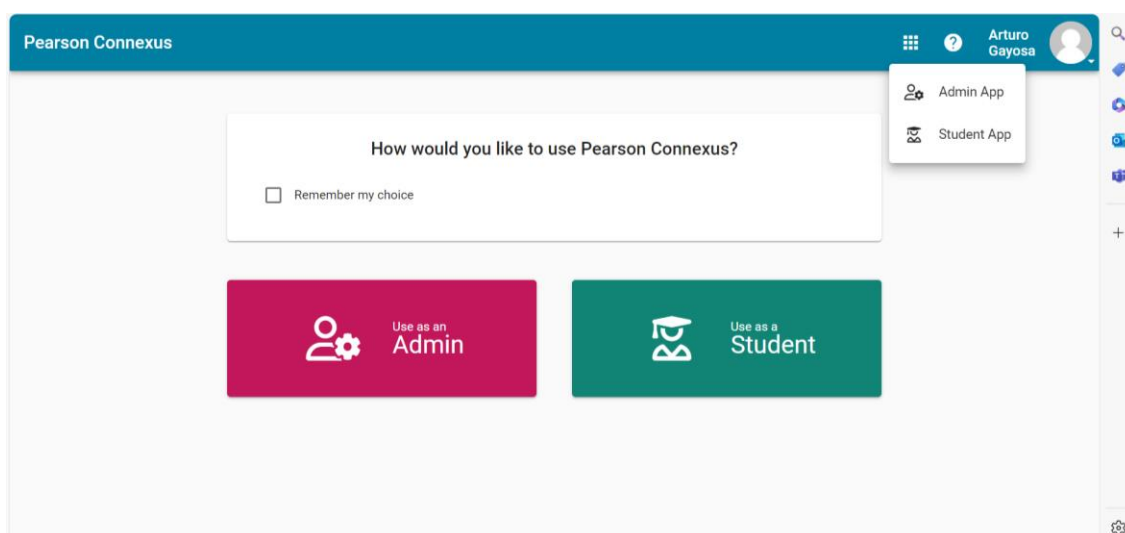 Pearson Connexus
?
Arturo
Gayosa
Admin App
Student App
How would you like to use Pearson Connexus?
Remember my choice
Use as an
Admin
Use as a
Student